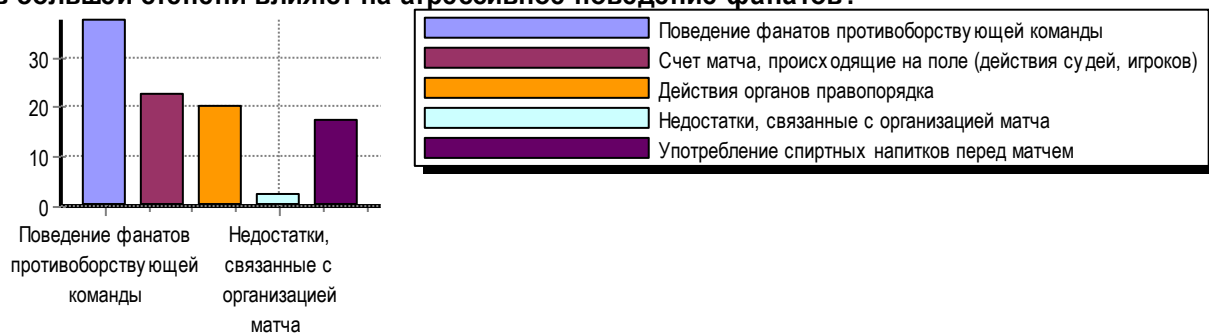 в большей степени влияют на агрессивное поведение фанатов?
30
20
10
0
Поведение фанатов
противоборствующей
команды
Недостатки,
связанные с
организацией
матча
Поведение фанатов противоборствующей команды
Счет матча, происходящие на поле (действия судей, игроков)
Действия органов правопорядка
Недостатки, связанные с организацией матча
Употребление спиртных напитков перед матчем